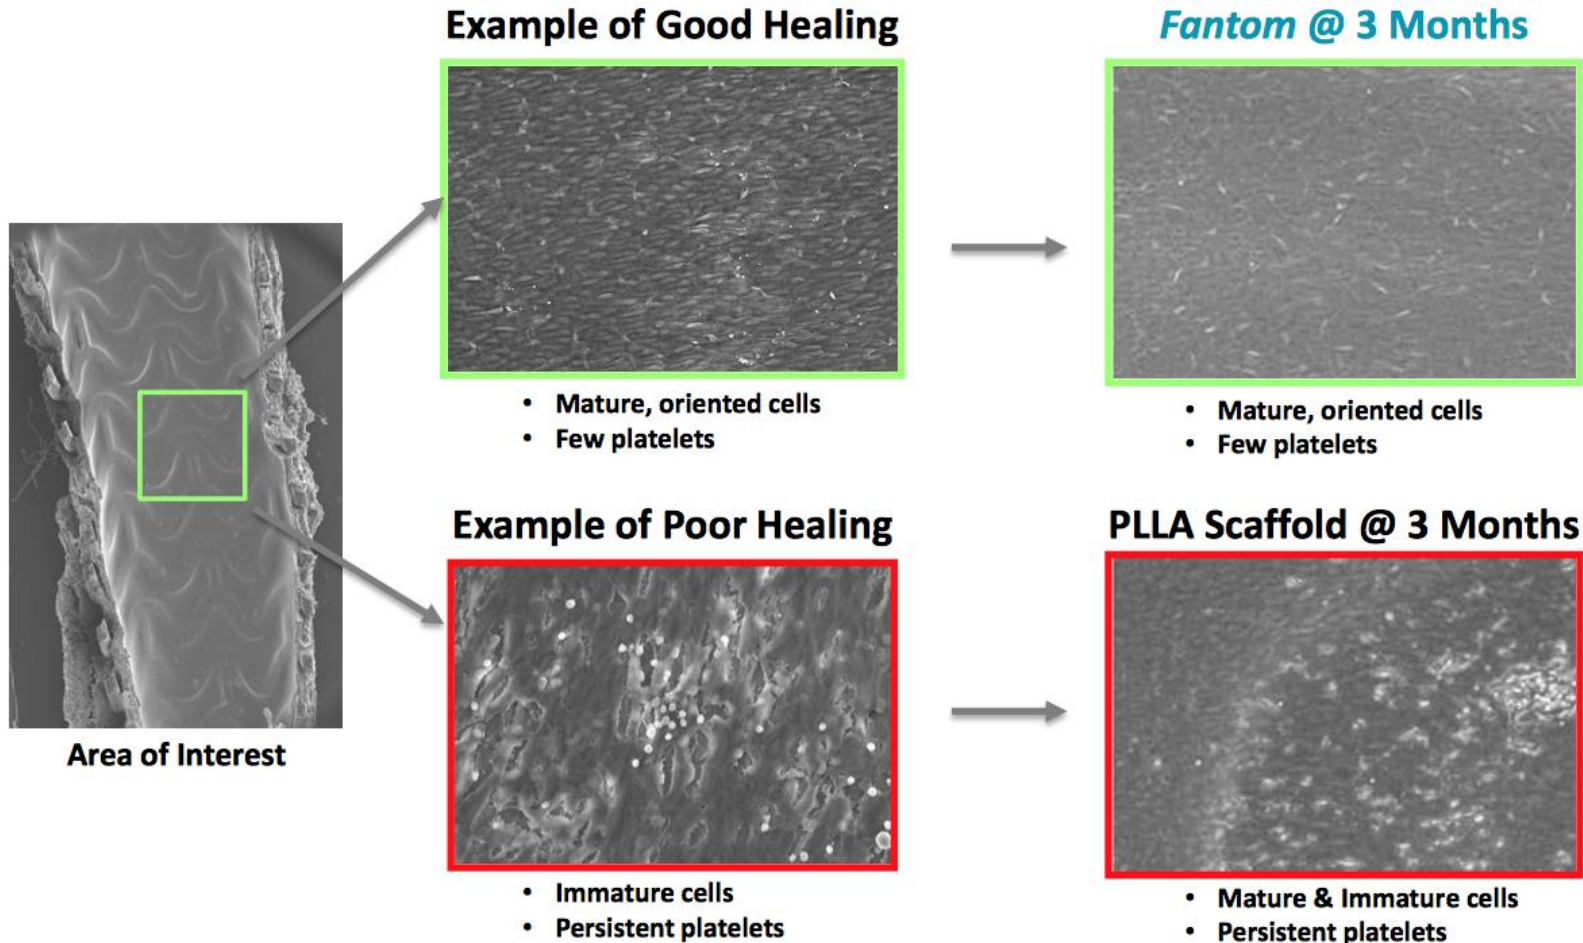 Example of Good Healing
Fantom @ 3 Months
• Mature, oriented cells
• Few platelets
• Mature, oriented cells
• Few platelets
Area of Interest
Example of Poor Healing
PLLA Scaffold @ 3 Months
• Immature cells
• Persistent platelets
• Mature & Immature cells
• Persistent platelets